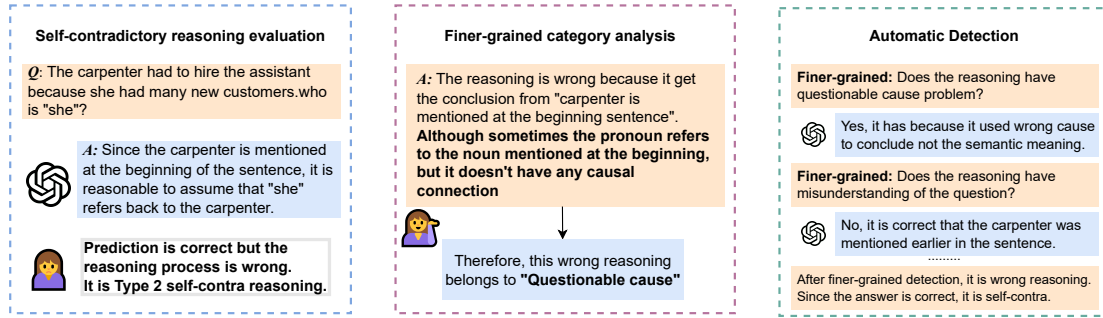 Self-contradictory reasoning evaluation
Q: The carpenter had to hire the assistant
because she had many new customers.who
is "she"?
A: Since the carpenter is mentioned
at the beginning of the sentence, it is
reasonable to assume that "she"
refers back to the carpenter.
Prediction is correct but the
reasoning process is wrong.
It is Type 2 self-contra reasoning.
Finer-grained category analysis
A: The reasoning is wrong because it get
the conclusion from "carpenter is
mentioned at the beginning sentence".
Although sometimes the pronoun refers
to the noun mentioned at the beginning,
but it doesn't have any causal
connection
Therefore, this wrong reasoning
belongs to "Questionable cause"
Automatic Detection
Finer-grained: Does the reasoning have
questionable cause problem?
Yes, it has because it used wrong cause
to conclude not the semantic meaning.
Finer-grained: Does the reasoning have
misunderstanding of the question?
No, it is correct that the carpenter was
mentioned earlier in the sentence.
.........
After finer-grained detection, it is wrong reasoning.
Since the answer is correct, it is self-contra.